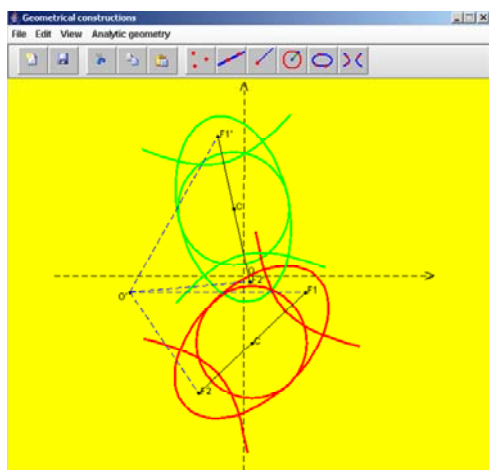 Geometrical constructions
File Edit View Analytic geometry
F1'
C'
O
F2'
O'
F1
C
F2